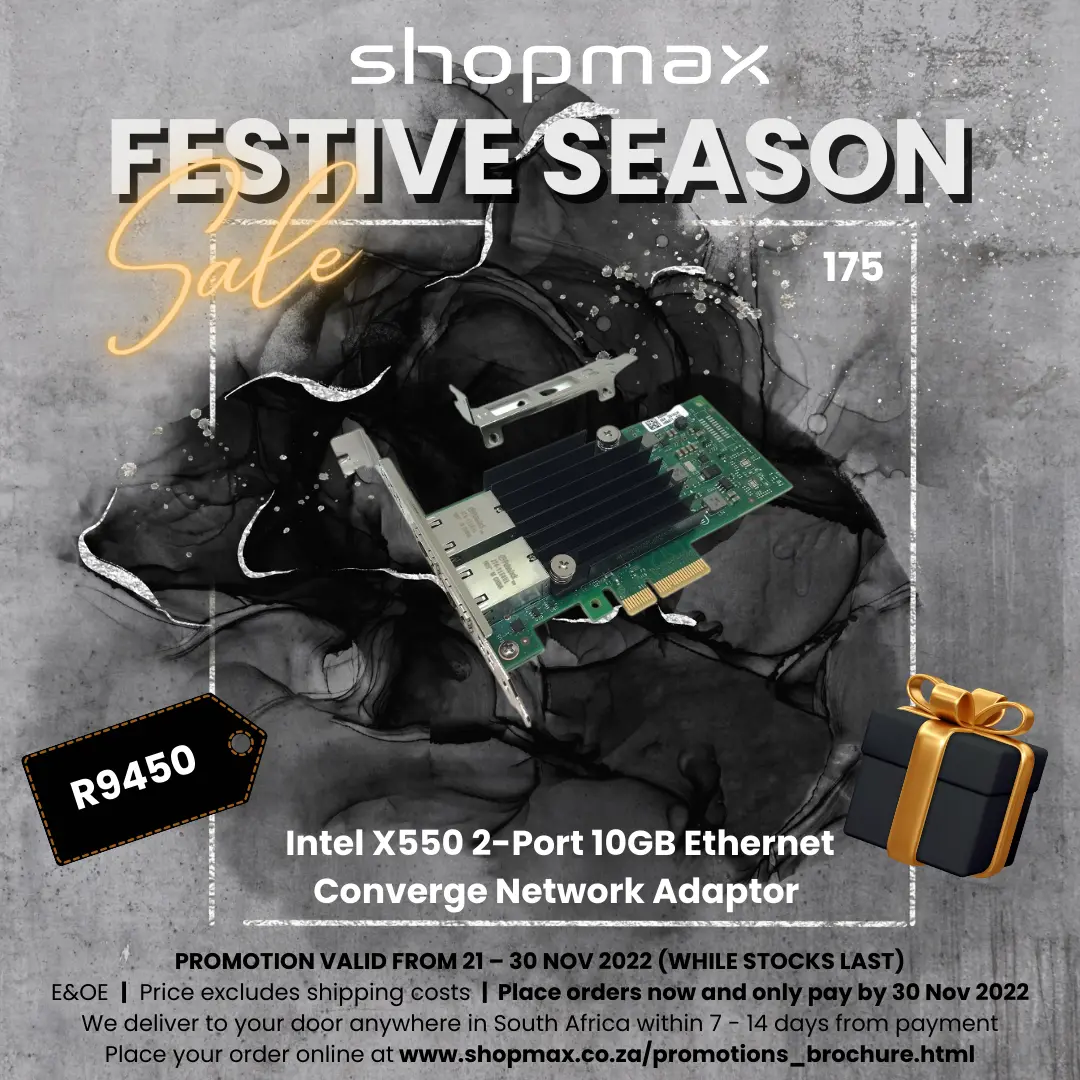 shopmax
FESTIVE SEASON
Sale
175
R9450
Intel X550 2-Port 10GB Ethernet
Converge Network Adaptor
PROMOTION VALID FROM 21 – 30 NOV 2022 (WHILE STOCKS LAST)
E&OE | Price excludes shipping costs | Place orders now and only pay by 30 Nov 2022
We deliver to your door anywhere in South Africa within 7 - 14 days from payment
Place your order online at www.shopmax.co.za/promotions_brochure.html